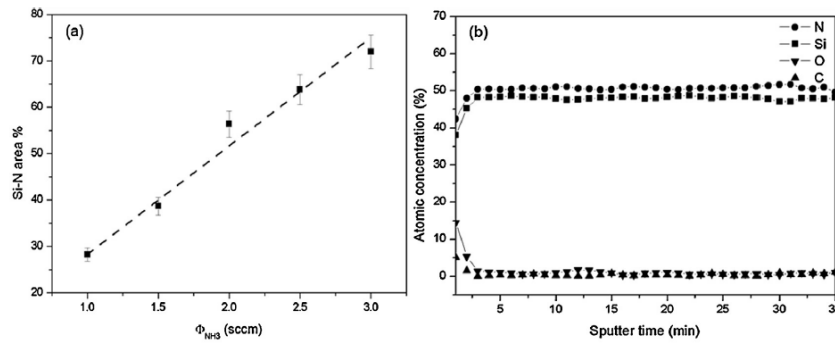 (a)
80
70
60
50
40
30
20
Si-N area %
1.0 1.5 2.0 2.5 3.0
ΦNH3 (sccm)
(b)
N
Si
O
C
60
50
40
30
20
10
0
Atomic concentration (%)
5 10 15 20 25 30 35
Sputter time (min)